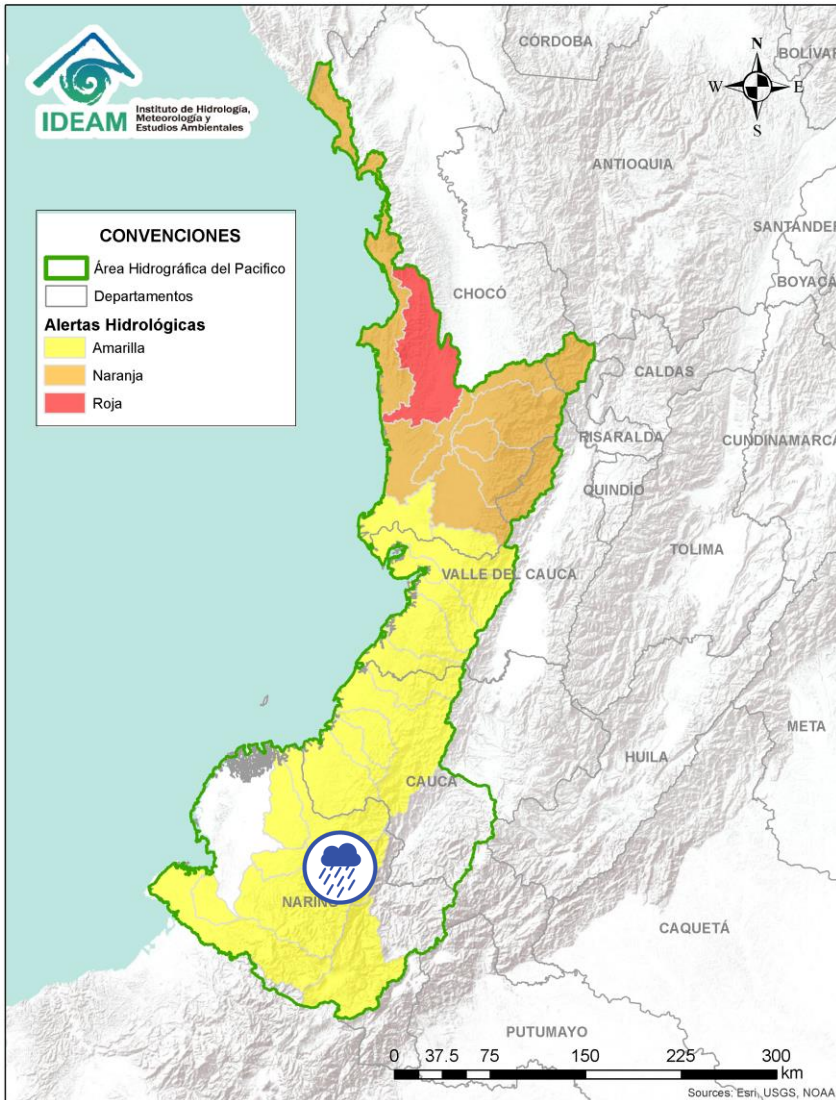 IDEAM
Instituto de Hidrología,
Meteorología y
Estudios Ambientales
CÓRDOBA
BOLÍVAR
N
W
E
S
ANTIOQUIA
SANTANDER
CONVENCIONES
Área Hidrográfica del Pacifico
Departamentos
Alertas Hidrológicas
Amarilla
Naranja
Roja
BOYACÁ
CHOCÓ
CALDAS
RISARALDA
CUNDINAMARCA
QUINDÍO
TOLIMA
VALLE DEL CAUCA
META
HUILA
CAUCA
NARIÑO
CAQUETÁ
PUTUMAYO
0 37.5 75 150 225 300
km
Sources: Esri, USGS, NOAA